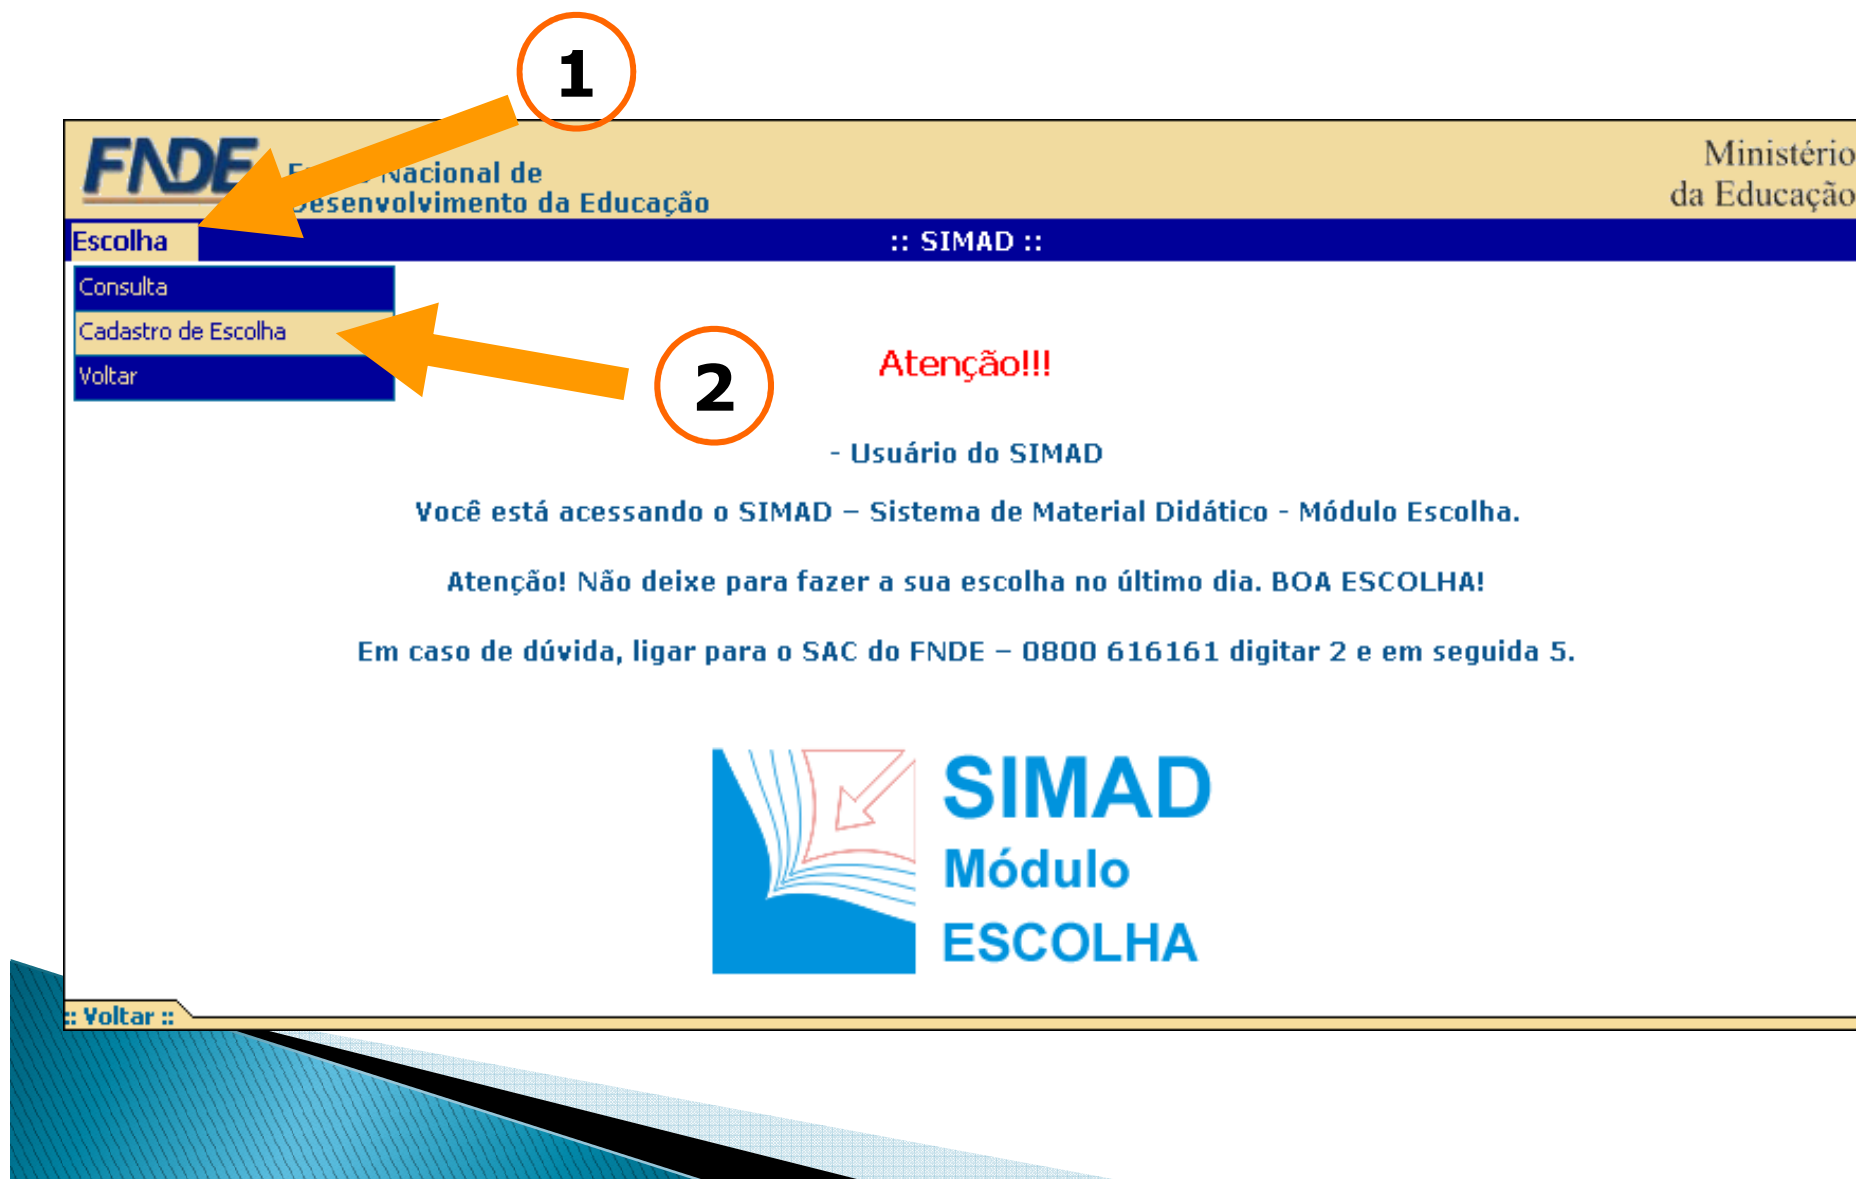 1
FNDE
Nacional de
Desenvolvimento da Educação
Ministério
da Educação
Escolha
:: SIMAD ::
Consulta
Cadastro de Escolha
Voltar
2
Atenção!!!
- Usuário do SIMAD
Você está acessando o SIMAD – Sistema de Material Didático - Módulo Escolha.
Atenção! Não deixe para fazer a sua escolha no último dia. BOA ESCOLHA!
Em caso de dúvida, ligar para o SAC do FNDE – 0800 616161 digitar 2 e em seguida 5.
SIMAD
Módulo
ESCOLHA
:: Voltar ::